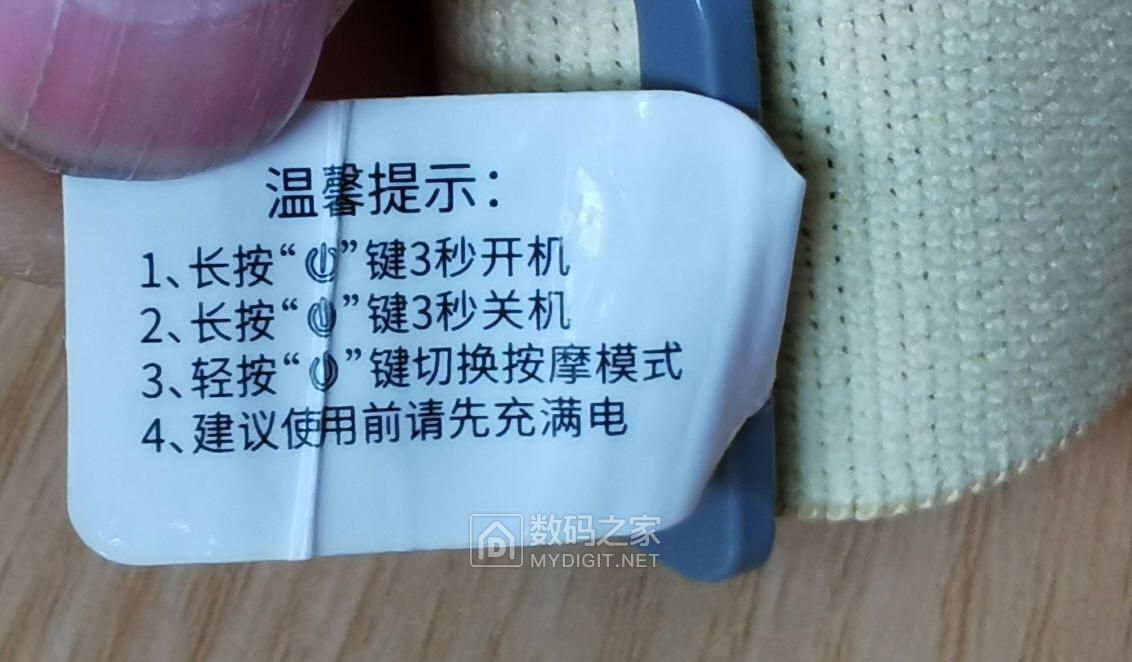 温馨提示：
1、长按“⏻”键3秒开机
2、长按“⏻”键3秒关机
3、轻按“⏻”键切换按摩模式
4、建议使用前请先充满电
数码之家
MYDIGIT.NET